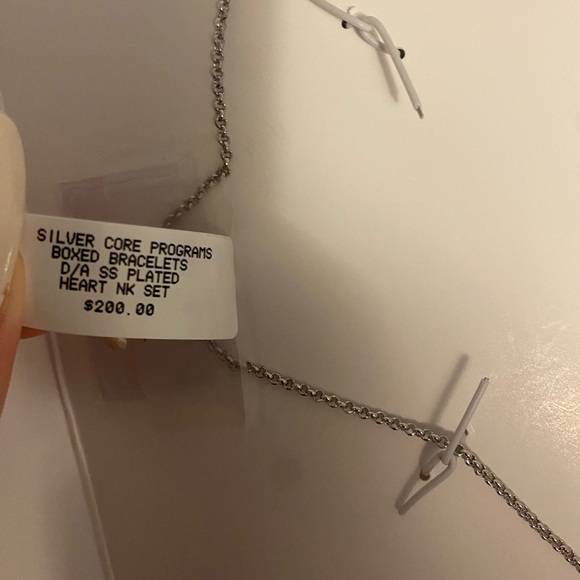 SILVER CORE PROGRAMS
BOXED BRACELETS
D/A SS PLATED
HEART NK SET
$200.00